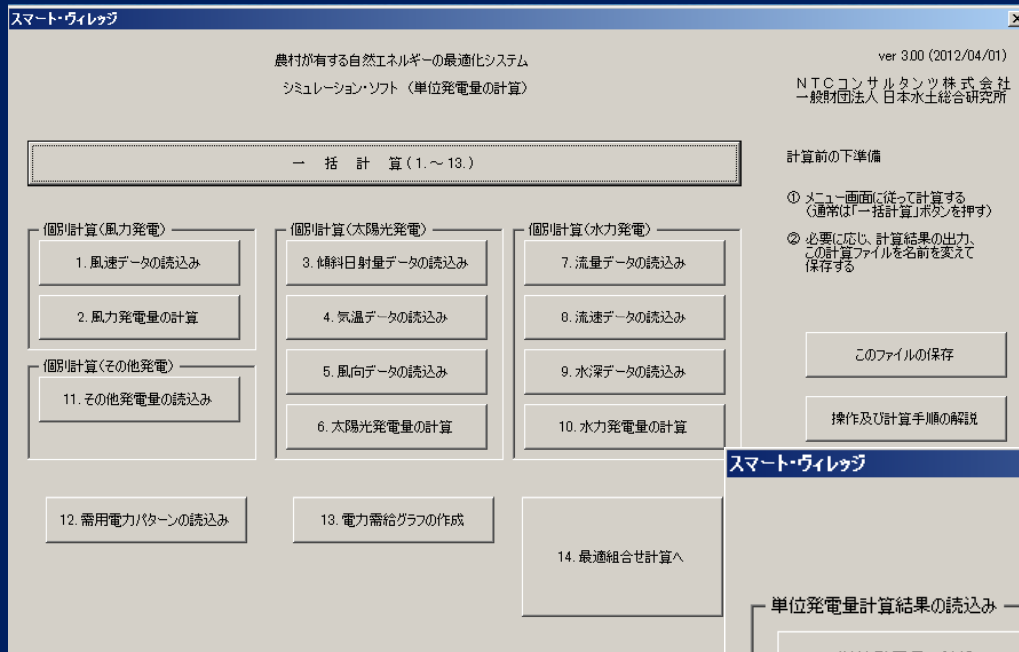 スマート・ヴィレッジ
農村が有する自然エネルギーの最適化システム
シミュレーション・ソフト（単位発電量の計算）
ver 3.00 (2012/04/01)
ＮＴＣコンサルタンツ株式会社
一般財団法人 日本水土総合研究所
一 括 計 算（1.～13.）
計算前の下準備
① メニュー画面に従って計算する
（通常は「一括計算」ボタンを押す）
② 必要に応じ、計算結果の出力、
この計算ファイルを名前を変えて
保存する
個別計算（風力発電）
1. 風速データの読込み
2. 風力発電量の計算
個別計算（その他発電）
11. その他発電量の読込み
個別計算（太陽光発電）
3. 傾斜日射量データの読込み
4. 気温データの読込み
5. 風向データの読込み
6. 太陽光発電量の計算
個別計算（水力発電）
7. 流量データの読込み
8. 流速データの読込み
9. 水深データの読込み
10. 水力発電量の計算
このファイルの保存
操作及び計算手順の解説
12. 需用電力パターンの読込み
13. 電力需給グラフの作成
14. 最適組合せ計算へ
スマート・ヴィレッジ
単位発電量計算結果の読込み